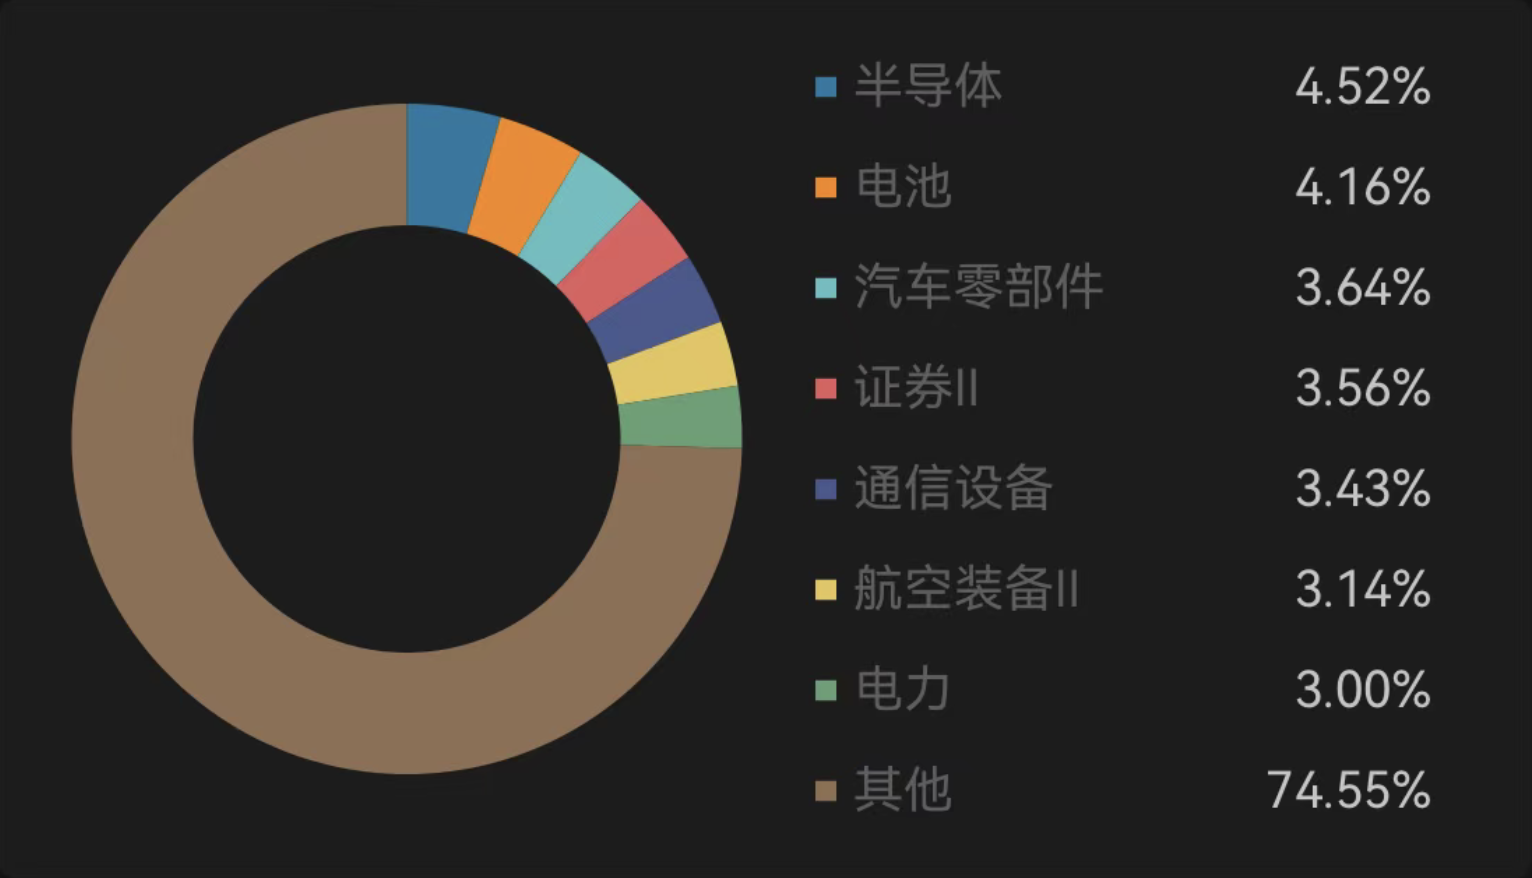 半导体 4.52%
电池 4.16%
汽车零部件 3.64%
证券II 3.56%
通信设备 3.43%
航空装备II 3.14%
电力 3.00%
其他 74.55%